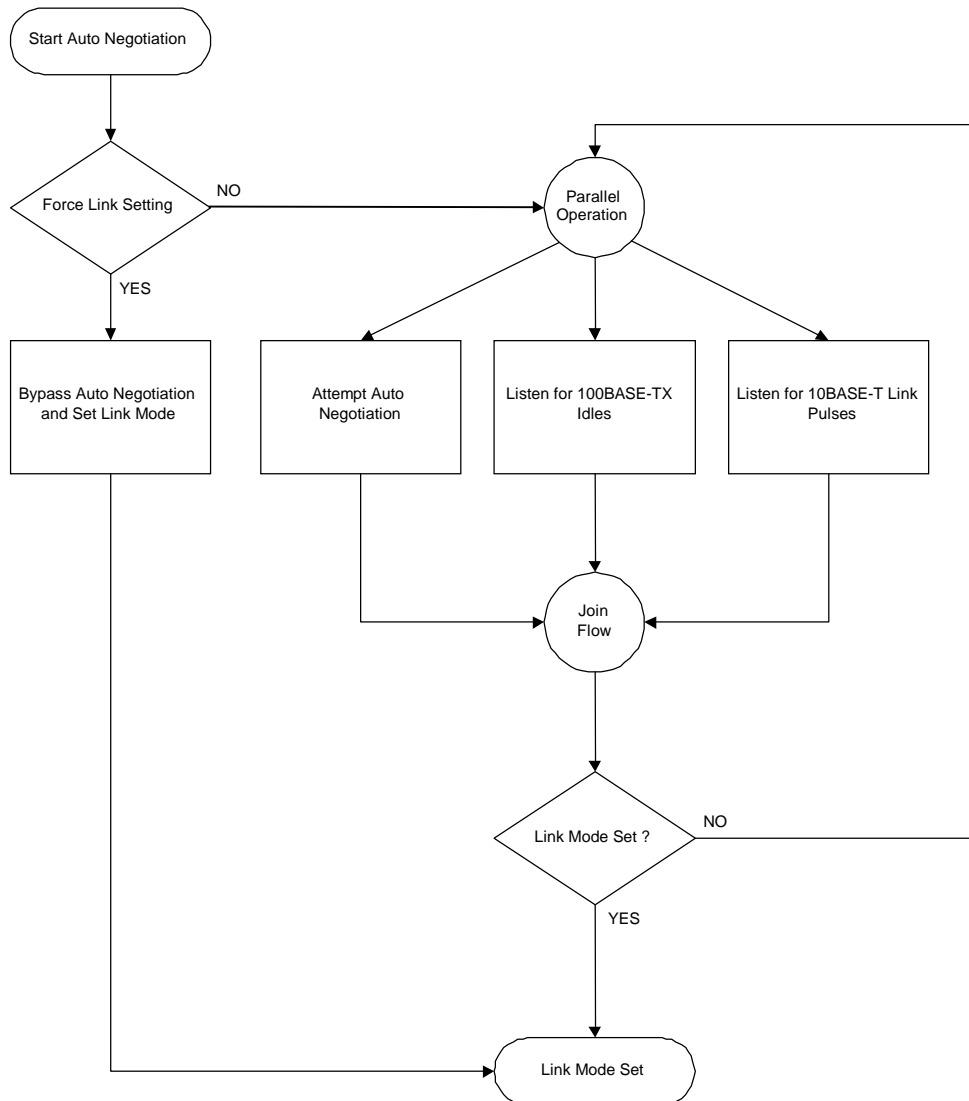 Start Auto Negotiation
Force Link Setting
NO
YES
Parallel
Operation
Bypass Auto Negotiation
and Set Link Mode
Attempt Auto
Negotiation
Listen for 100BASE-TX
Idles
Listen for 10BASE-T Link
Pulses
Join
Flow
Link Mode Set ?
NO
YES
Link Mode Set